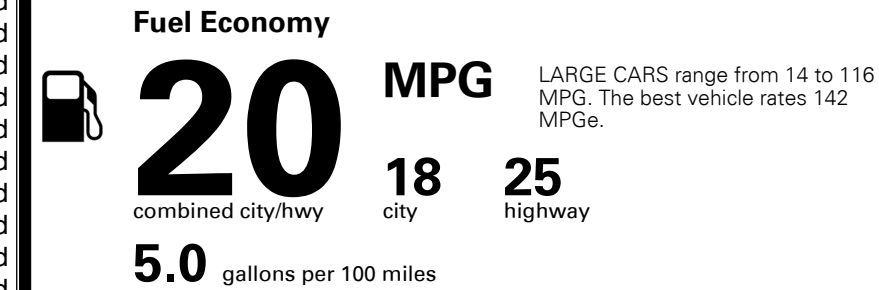 Fuel Economy
20
MPG
LARGE CARS range from 14 to 116
MPG. The best vehicle rates 142
MPGe.
18
25
combined city/hwy
city
highway
5.0 gallons per 100 miles
d
d
d
d
d
d
d
d
d
d